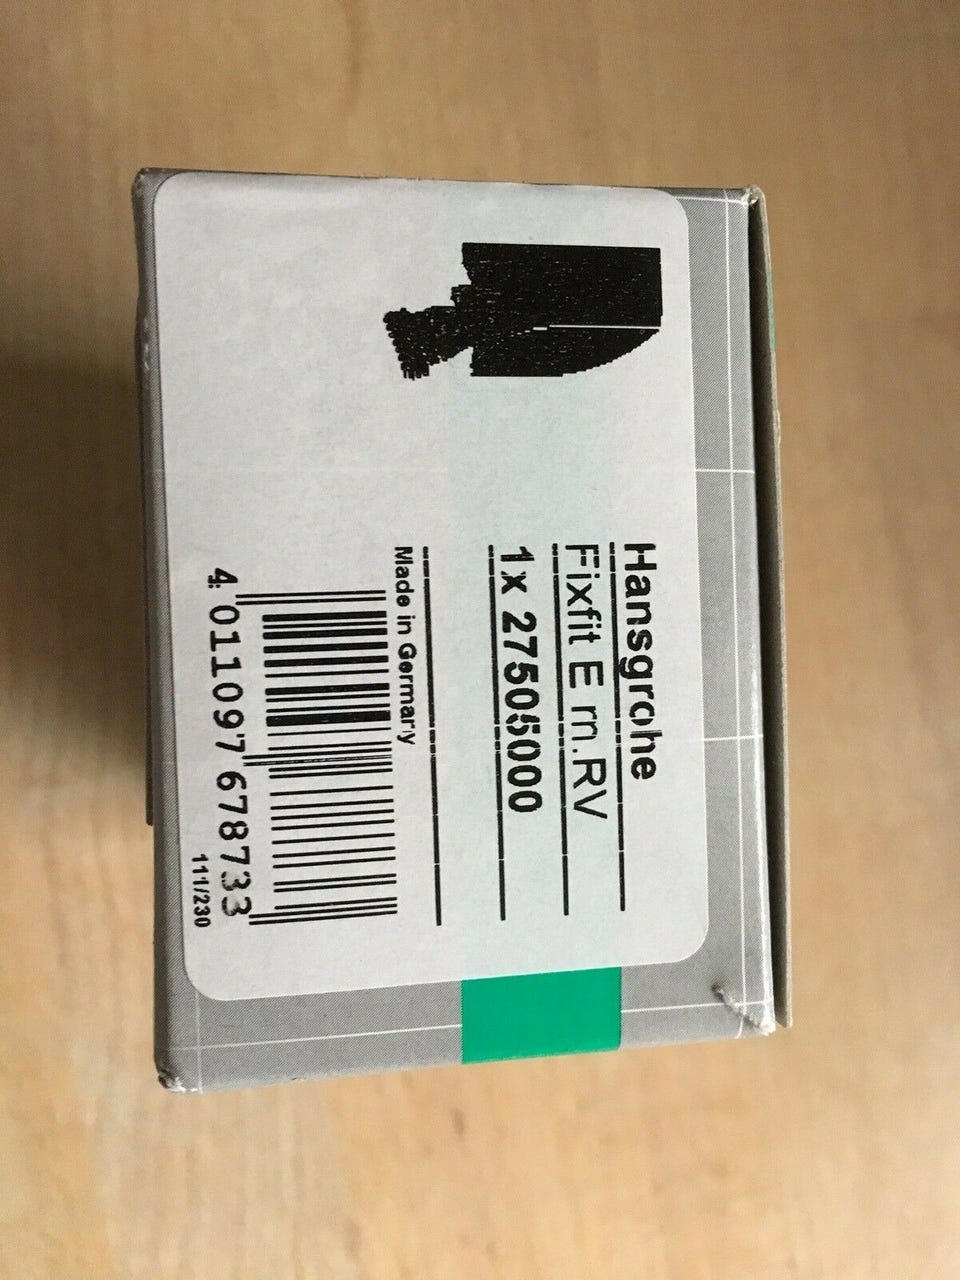 Hansgrohe
Fixfit E m.RV
1x 27505000
Made in Germany
4 011097 678733
111/230